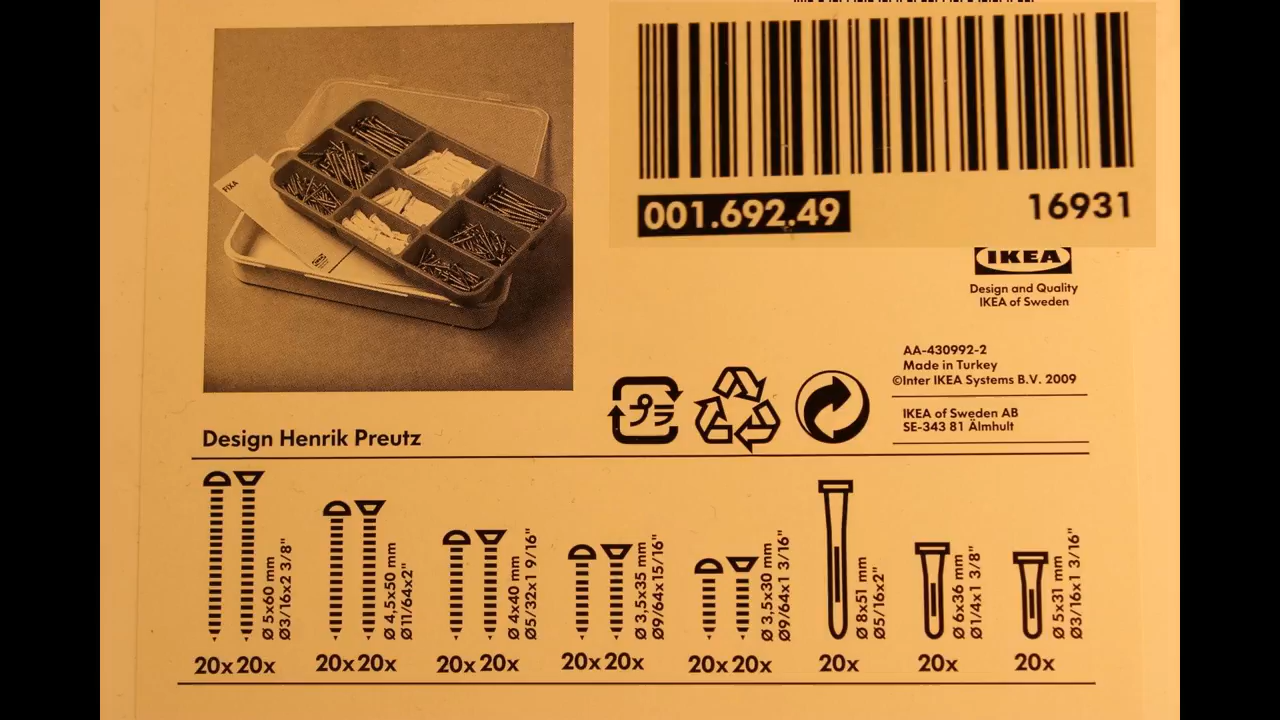 FIXA
001.692.49
16931
IKEA
Design and Quality
IKEA of Sweden
AA-430992-2
Made in Turkey
©Inter IKEA Systems B.V. 2009
IKEA of Sweden AB
SE-343 81 Älmhult
プラ
Design Henrik Preutz
Ø 5x60 mm
Ø3/16x2 3/8"
Ø 4,5x50 mm
Ø11/64x2"
Ø 4x40 mm
Ø5/32x1 9/16"
Ø 3,5x35 mm
Ø9/64x15/16"
Ø 3,5x30 mm
Ø9/64x1 3/16"
Ø 8x51 mm
Ø5/16x2"
Ø 6x36 mm
Ø1/4x1 3/8"
Ø 5x31 mm
Ø3/16x1 3/16"
20x 20x 20x 20x 20x 20x 20x 20x 20x 20x 20x 20x 20x